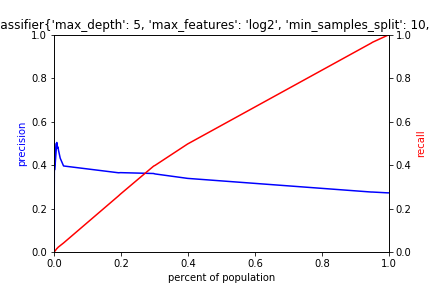 assifier{'max_depth': 5, 'max_features': 'log2', 'min_samples_split': 10,
1.0 1.0
0.8 0.8
precision 0.6 0.6 recall
0.4 0.4
0.2 0.2
0.0 0.0
0.0 0.2 0.4 0.6 0.8 1.0
percent of population